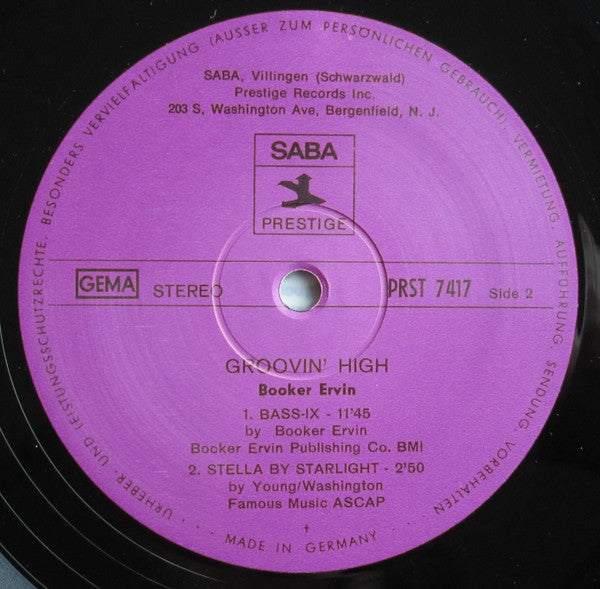 URHEBER- UND LEISTUNGSSCHUTZRECHTE, BESONDERS VERVIELFÄLTIGUNG (AUSSER ZUM PERSÖNLICHEN GEBRAUCH), VERMIETUNG, AUFFÜHRUNG, SENDUNG, VORBEHALTEN
SABA, Villingen (Schwarzwald)
Prestige Records Inc.
203 S, Washington Ave, Bergenfield, N. J.
SABA
PRESTIGE
GEMA STEREO PRST 7417 Side 2
GROOVIN' HIGH
Booker Ervin
1. BASS-IX - 11'45
by Booker Ervin
Booker Ervin Publishing Co. BMI
2. STELLA BY STARLIGHT - 2'50
by Young/Washington
Famous Music ASCAP
MADE IN GERMANY